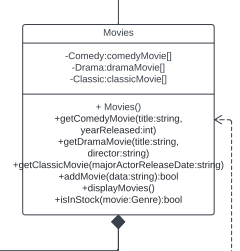 Movies
-Comedy:comedyMovie[]
-Drama:dramaMovie[]
-Classic:classicMovie[]
+ Movies()
+getComedyMovie(title:string,
yearReleased:int)
+getDramaMovie(title:string,
director:string)
+getClassicMovie(majorActorReleaseDate:string)
+addMovie(data:string):bool
+displayMovies()
+isInStock(movie:Genre):bool